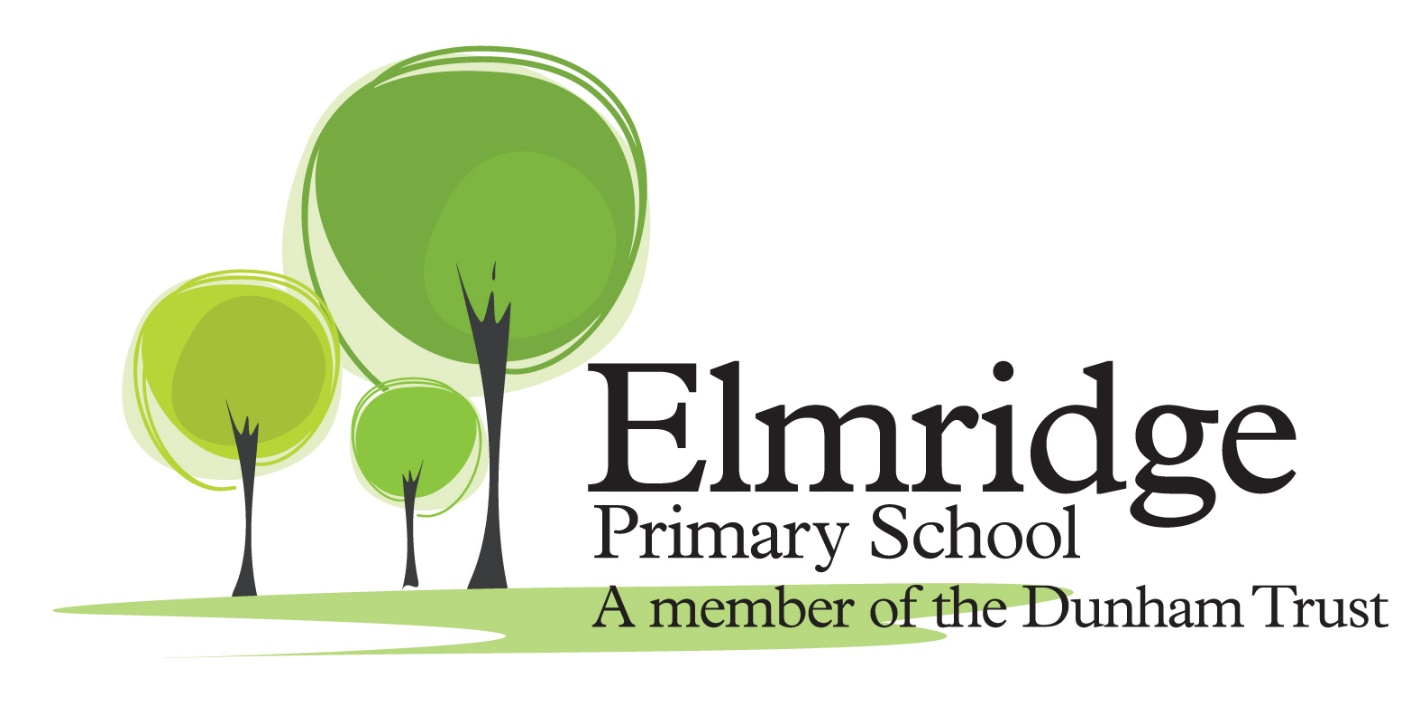 Elmridge
Primary School
A member of the Dunham Trust